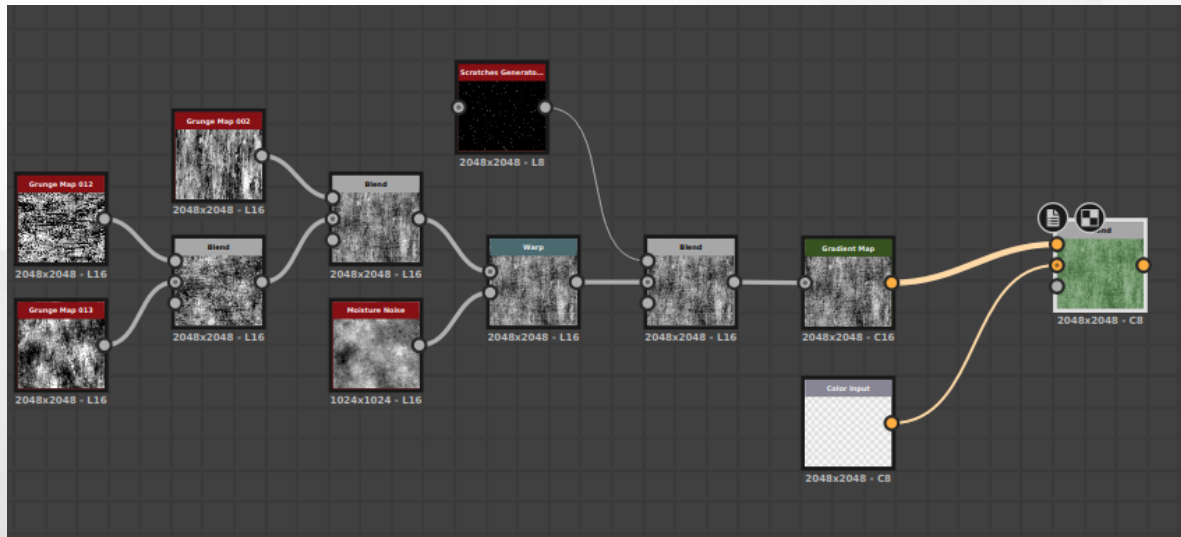 Scratches Generato...
2048x2048 - L8
Grunge Map 002
2048x2048 - L16
Grunge Map 012
2048x2048 - L16
Blend
2048x2048 - L16
Blend
2048x2048 - L16
Grunge Map 013
2048x2048 - L16
Moisture Noise
1024x1024 - L16
Warp
2048x2048 - L16
Blend
2048x2048 - L16
Gradient Map
2048x2048 - C16
Color Input
2048x2048 - C8
end
2048x2048 - C8